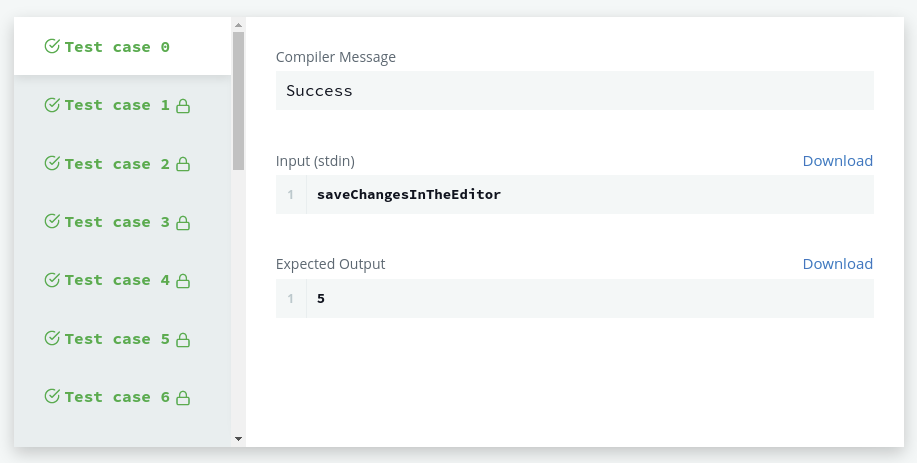 Test case 0
Test case 1
Test case 2
Test case 3
Test case 4
Test case 5
Test case 6
Compiler Message
Success
Input (stdin)
Download
1 saveChangesInTheEditor
Expected Output
Download
1 5